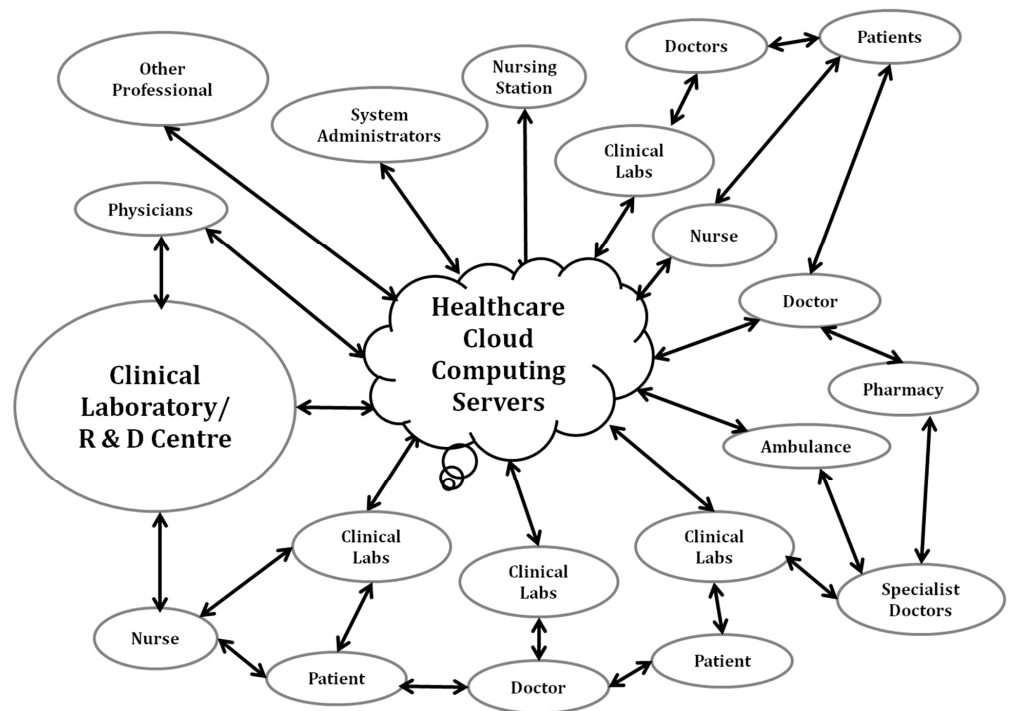 Other
Professional
System
Administrators
Nursing
Station
Doctors
Patients
Clinical
Labs
Physicians
Nurse
Healthcare
Cloud
Computing
Servers
Doctor
Clinical
Laboratory/
R & D Centre
Pharmacy
Ambulance
Clinical
Labs
Clinical
Labs
Clinical
Labs
Specialist
Doctors
Nurse
Patient
Doctor
Patient